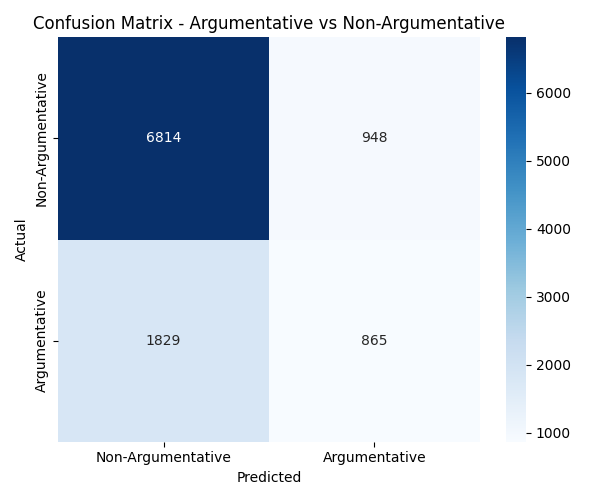 Confusion Matrix - Argumentative vs Non-Argumentative
Non-Argumentative
Argumentative
Actual
6814
948
1829
865
Non-Argumentative
Argumentative
Predicted
6000
5000
4000
3000
2000
1000